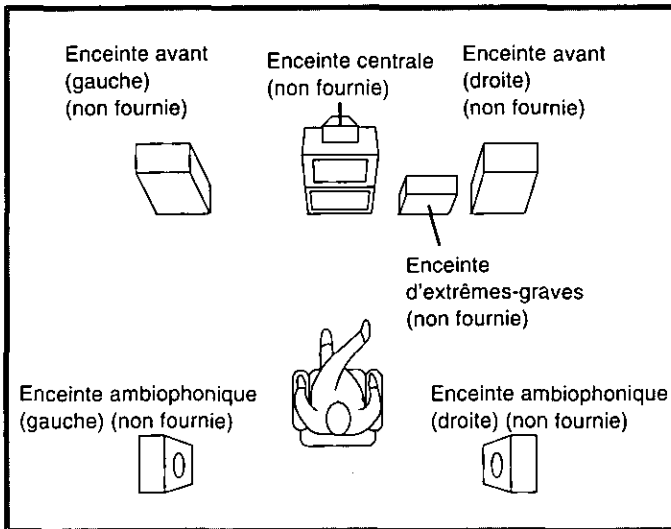 Enceinte avant
(gauche)
(non fournie)
Enceinte centrale
(non fournie)
Enceinte avant
(droite)
(non fournie)
Enceinte
d'extrêmes-graves
(non fournie)
Enceinte ambiophonique
(gauche) (non fournie)
Enceinte ambiophonique
(droite) (non fournie)